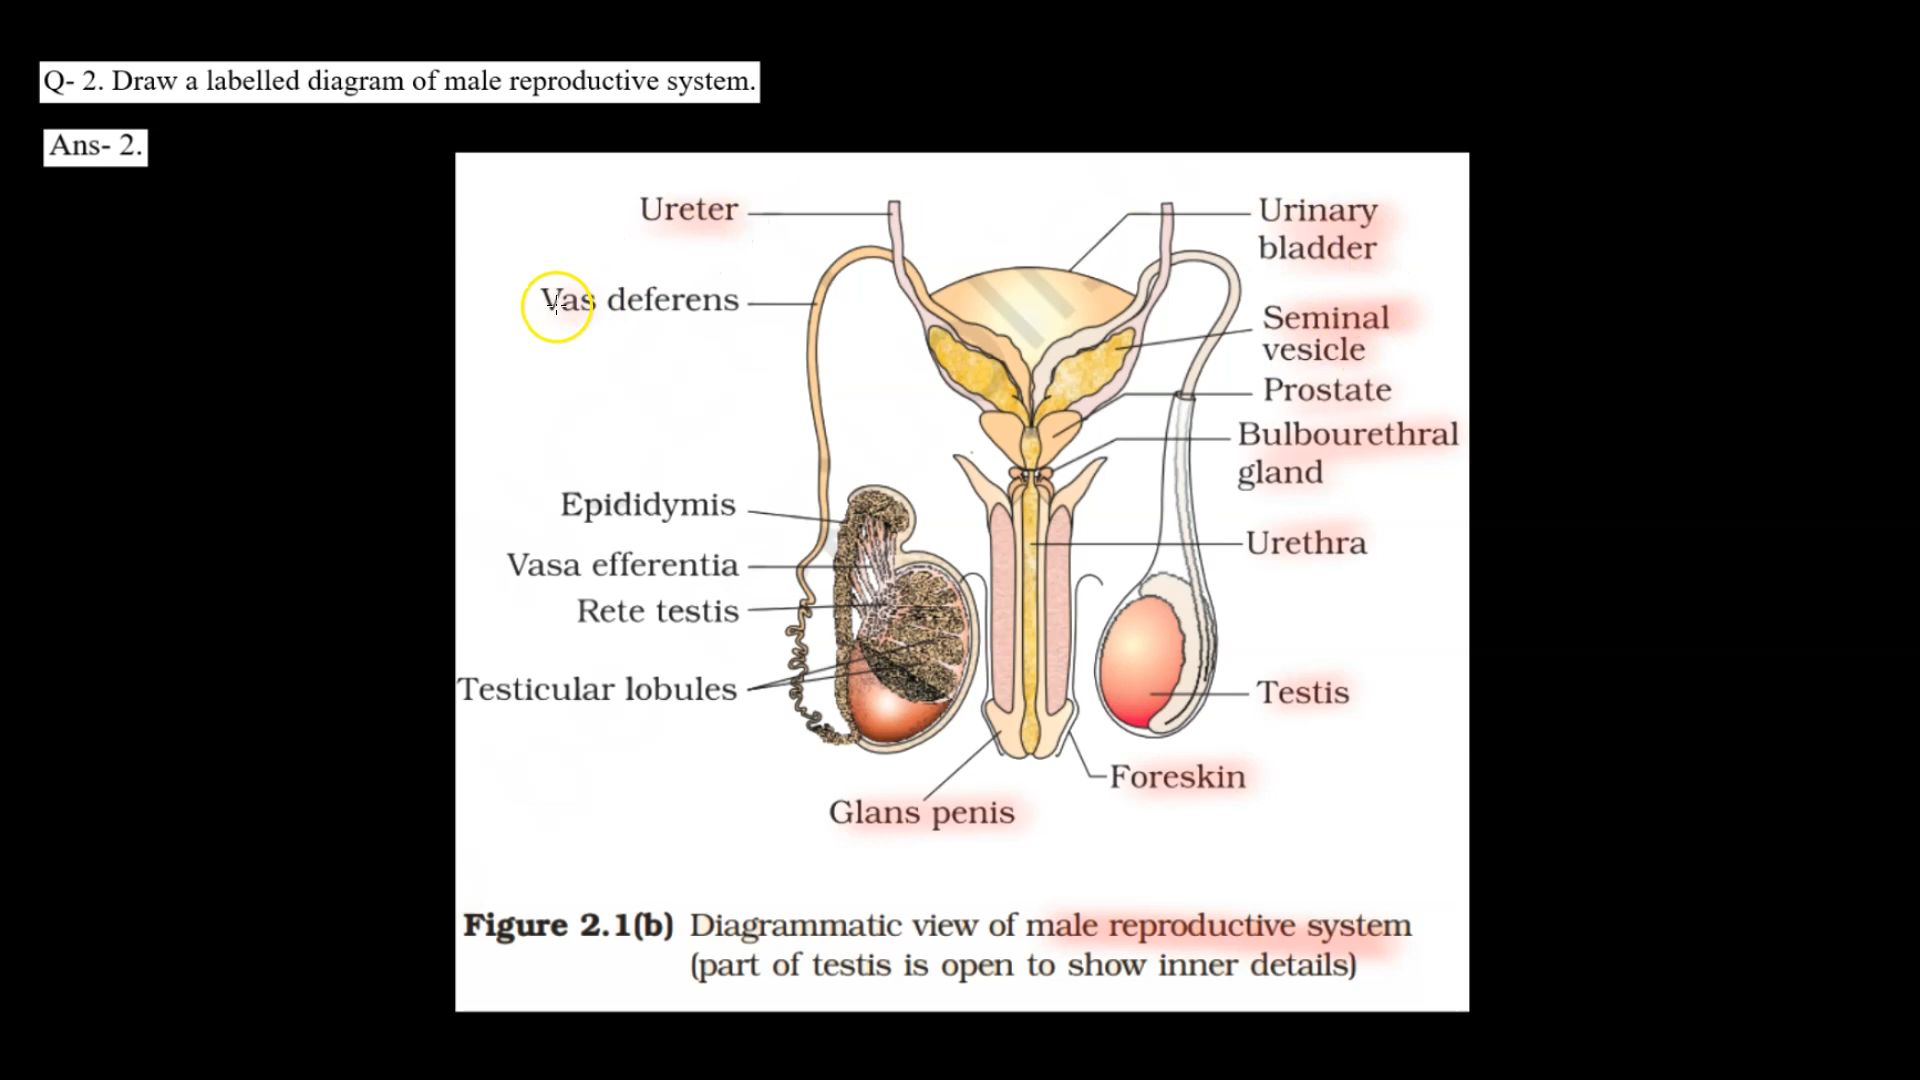 Q- 2. Draw a labelled diagram of male reproductive system.
Ans- 2.
Ureter
Urinary
bladder
Vas deferens
Seminal
vesicle
Prostate
Bulbourethral
gland
Epididymis
Urethra
Vasa efferentia
Rete testis
Testicular lobules
Testis
Foreskin
Glans penis
Figure 2.1(b) Diagrammatic view of male reproductive system
(part of testis is open to show inner details)